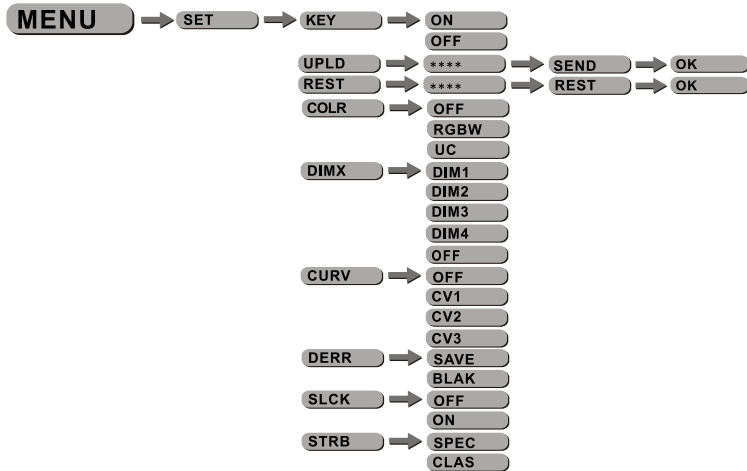 MENU SET KEY ON
OFF
UPLD **** SEND OK
REST **** REST OK
COLR OFF
RGBW
UC
DIMX DIM1
DIM2
DIM3
DIM4
OFF
CURV OFF
CV1
CV2
CV3
DERR SAVE
BLAK
SLCK OFF
ON
STRB SPEC
CLAS